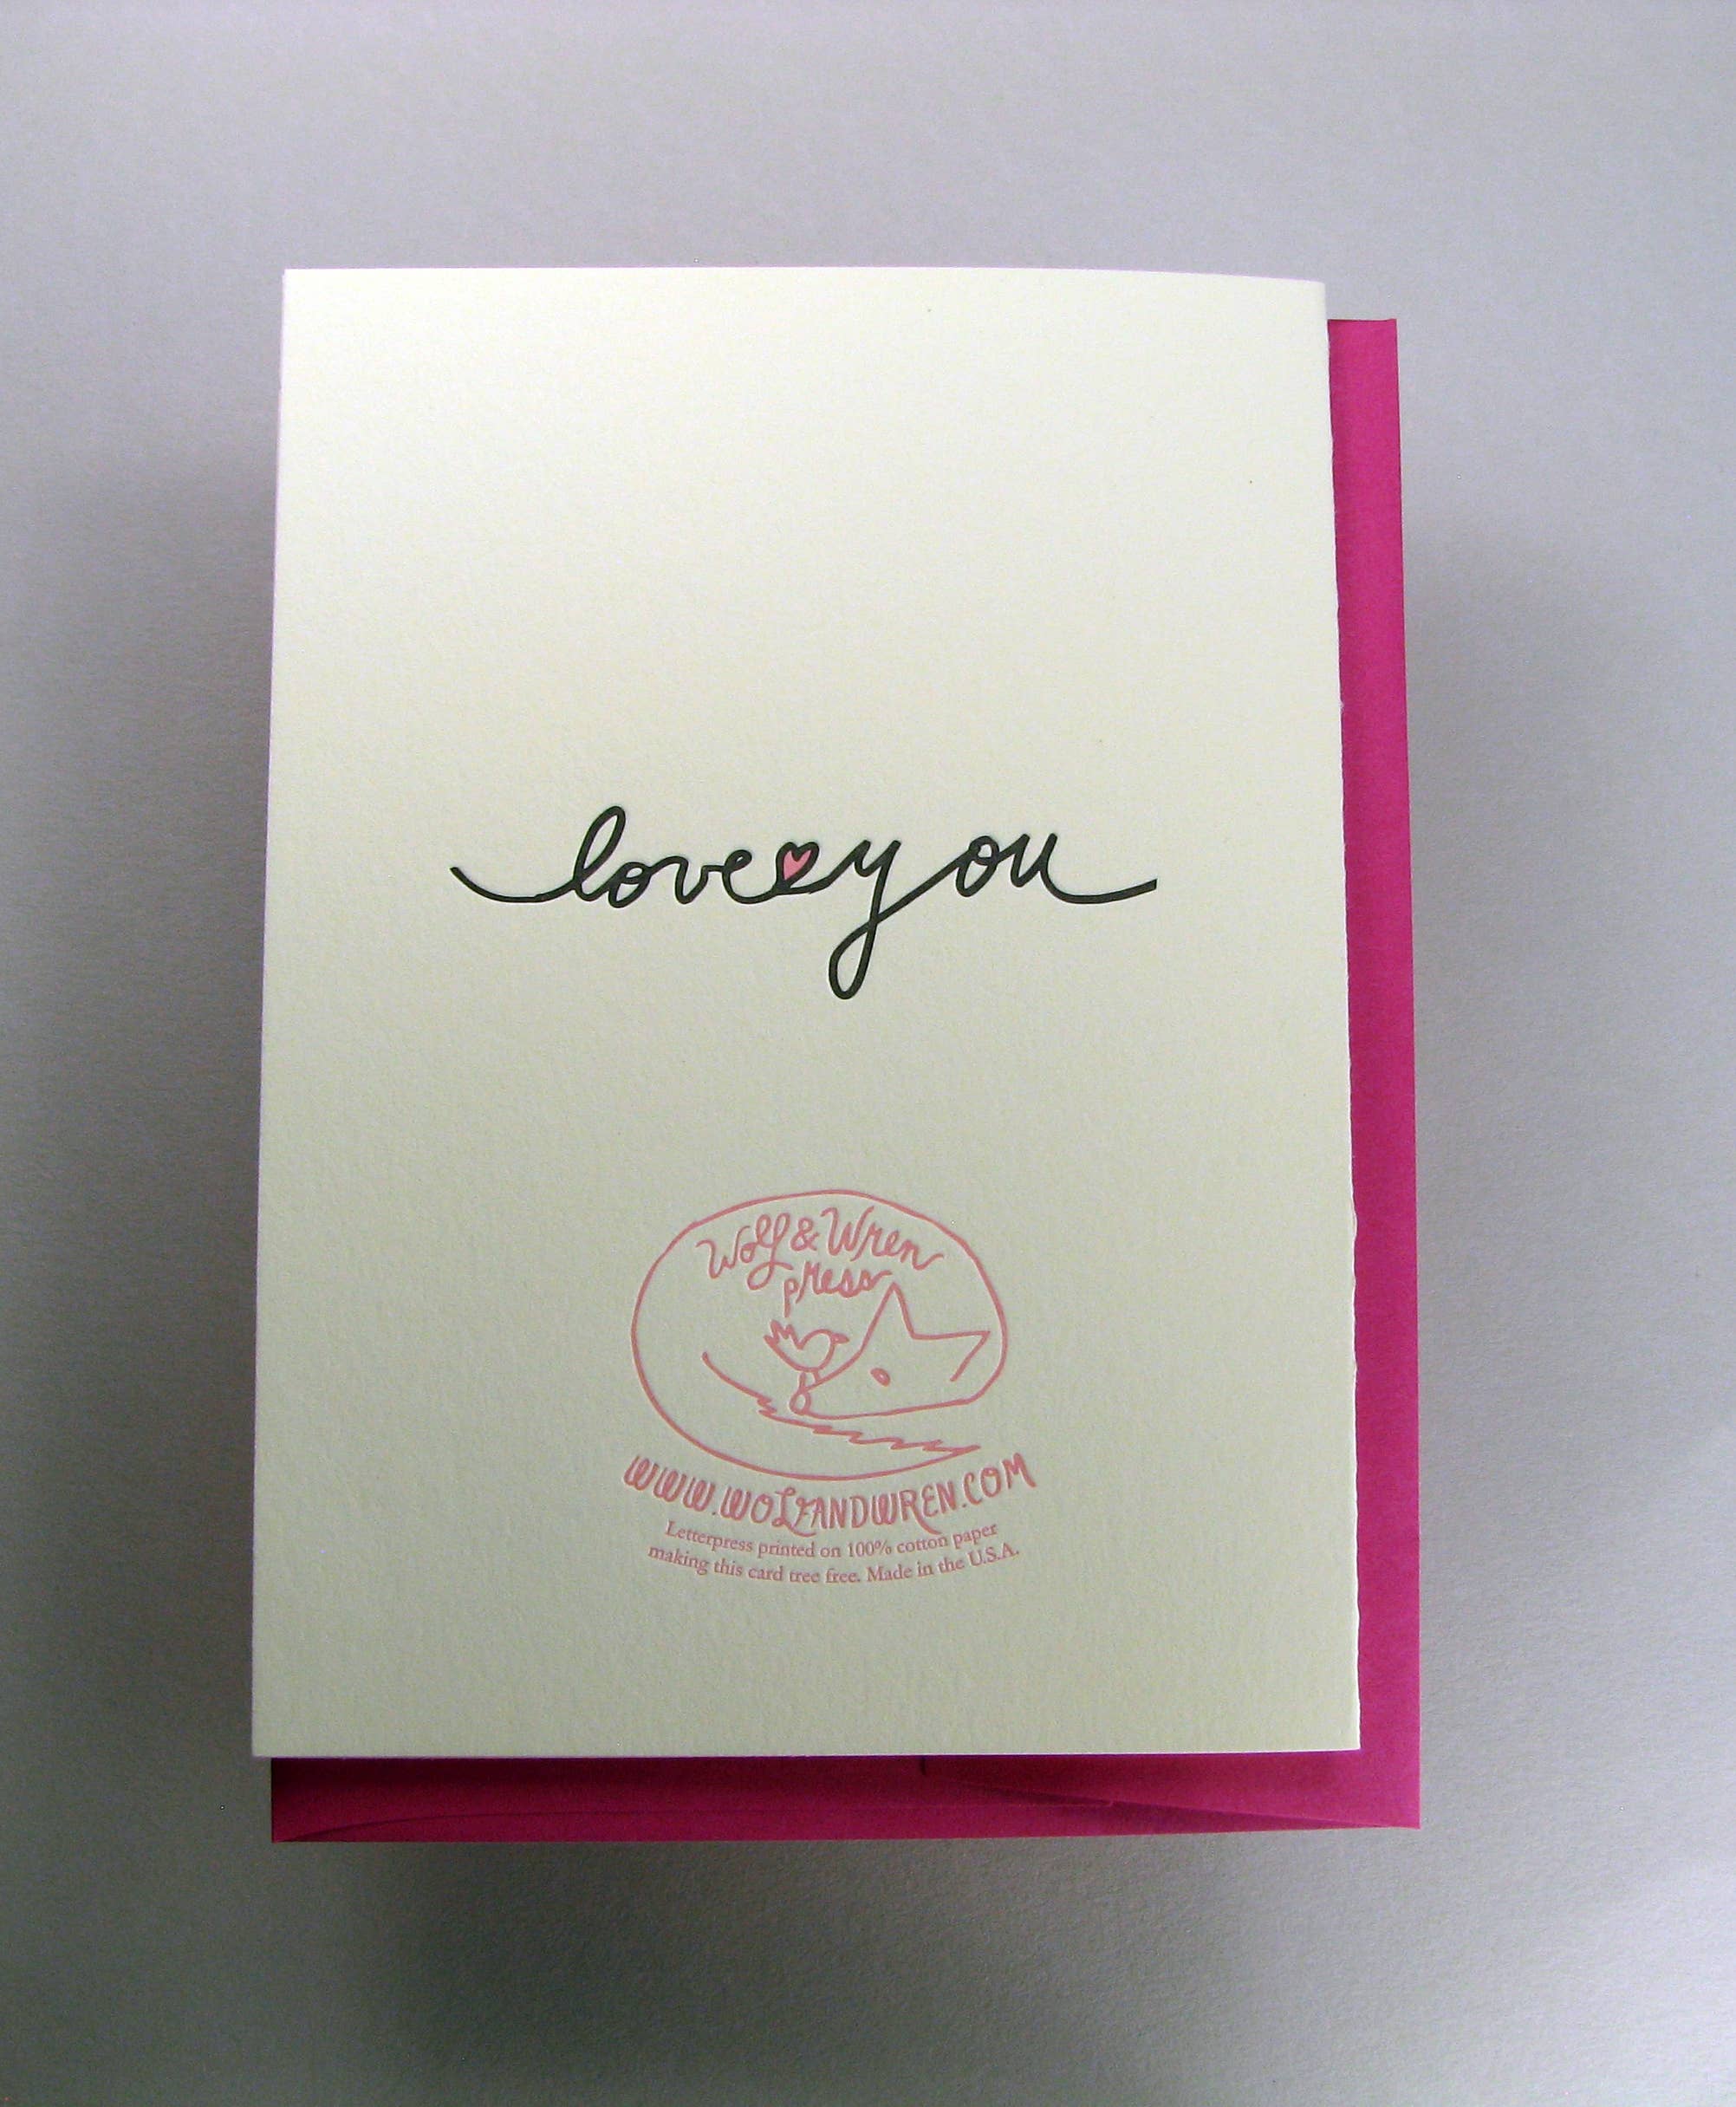 love you
Wolf & Wren
press
WWW.WOLFANDWREN.COM
Letterpress printed on 100% cotton paper
making this card tree free. Made in the U.S.A.